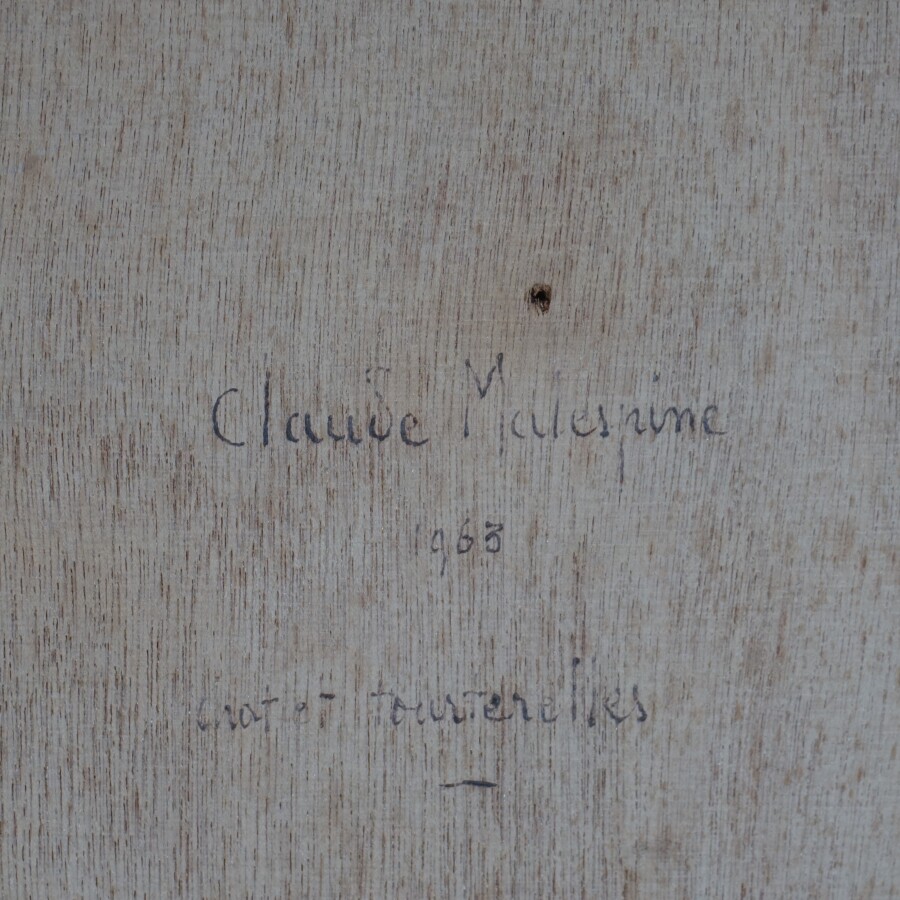 Claude Malespine
1963
chat et tourterelles